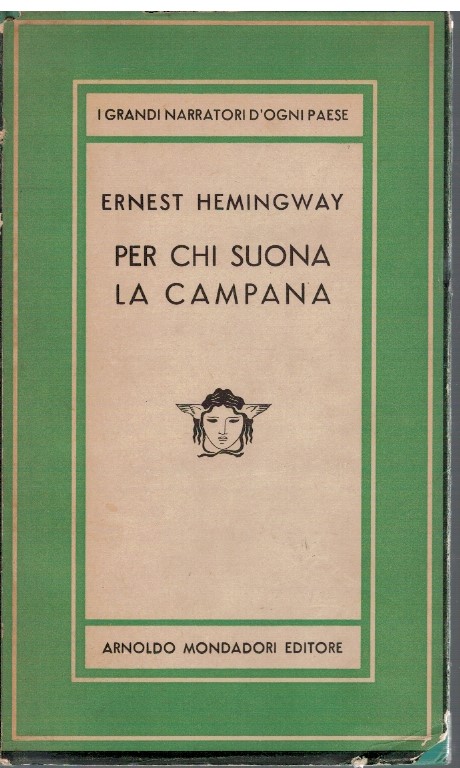 I GRANDI NARRATORI D'OGNI PAESE
ERNEST HEMINGWAY
PER CHI SUONA
LA CAMPANA
ARNOLDO MONDADORI EDITORE